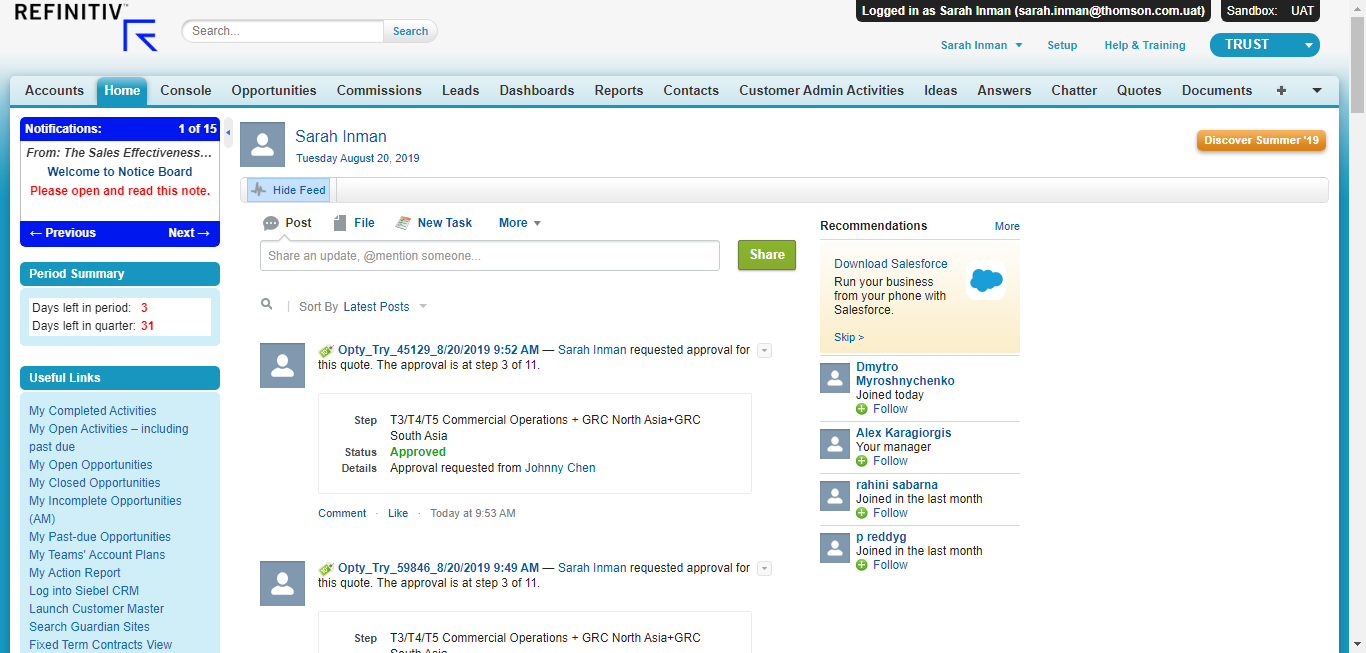 REFINITIV
Search...
Search
Logged in as Sarah Inman (sarah.inman@thomson.com.uat)
Sandbox: UAT
Sarah Inman
Setup
Help & Training
TRUST
Accounts
Home
Console
Opportunities
Commissions
Leads
Dashboards
Reports
Contacts
Customer Admin Activities
Ideas
Answers
Chatter
Quotes
Documents
Notifications: 1 of 15
From: The Sales Effectiveness...
Welcome to Notice Board
Please open and read this note.
← Previous
Next →
Period Summary
Days left in period: 3
Days left in quarter: 31
Useful Links
My Completed Activities
My Open Activities – including
past due
My Open Opportunities
My Closed Opportunities
My Incomplete Opportunities
(AM)
My Past-due Opportunities
My Teams' Account Plans
My Action Report
Log into Siebel CRM
Launch Customer Master
Search Guardian Sites
Fixed Term Contracts View
Sarah Inman
Tuesday August 20, 2019
Discover Summer '19
Hide Feed
Post
File
New Task
More
Share an update, @mention someone...
Share
Sort By Latest Posts
Opty_Try_45129_8/20/2019 9:52 AM — Sarah Inman requested approval for
this quote. The approval is at step 3 of 11.
Step T3/T4/T5 Commercial Operations + GRC North Asia+GRC
South Asia
Status Approved
Details Approval requested from Johnny Chen
Comment · Like · Today at 9:53 AM
Opty_Try_59846_8/20/2019 9:49 AM — Sarah Inman requested approval for
this quote. The approval is at step 3 of 11.
Step T3/T4/T5 Commercial Operations + GRC North Asia+GRC
South Asia
Recommendations
More
Download Salesforce
Run your business
from your phone with
Salesforce.
Skip >
Dmytro
Myroshnychenko
Joined today
Follow
Alex Karagiorgis
Your manager
Follow
rahini sabarna
Joined in the last month
Follow
p reddyg
Joined in the last month
Follow